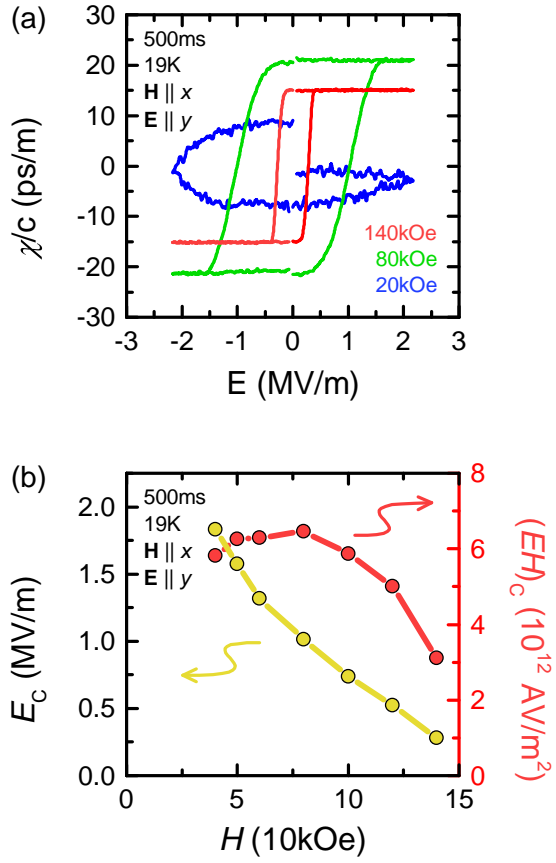 (a)
500ms
19K
H || x
E || y
140kOe
80kOe
20kOe
χ/c (ps/m)
30
20
10
0
-10
-20
-30
-3 -2 -1 0 1 2 3
E (MV/m)
(b)
500ms
19K
H || x
E || y
E_C (MV/m)
2.0
1.5
1.0
0.5
0.0
8
6
4
2
0
(EH)_C (10^12 AV/m^2)
0 5 10 15
H (10kOe)